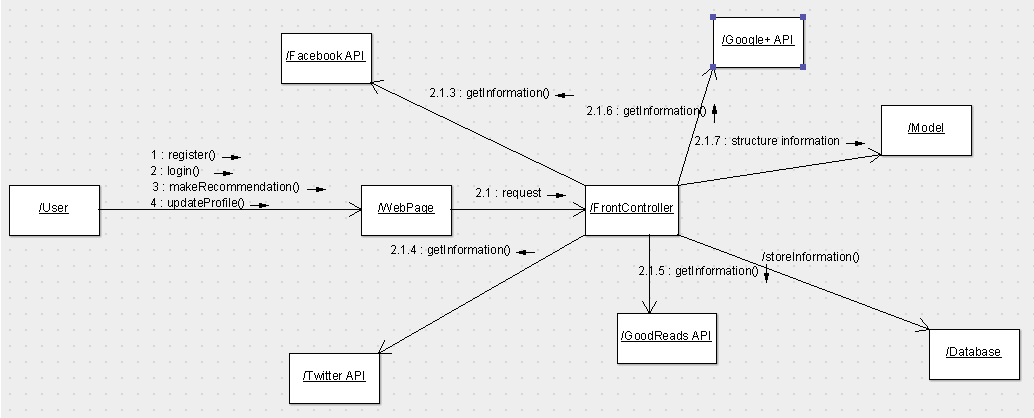 /Google+ API
/Facebook API
2.1.3 : getInformation()
2.1.6 : getInformation()
/Model
2.1.7 : structure information
1 : register()
2 : login()
3 : makeRecommendation()
4 : updateProfile()
2.1 : request
/User
/WebPage
/FrontController
2.1.4 : getInformation()
/storeInformation()
2.1.5 : getInformation()
/GoodReads API
/Database
/Twitter API